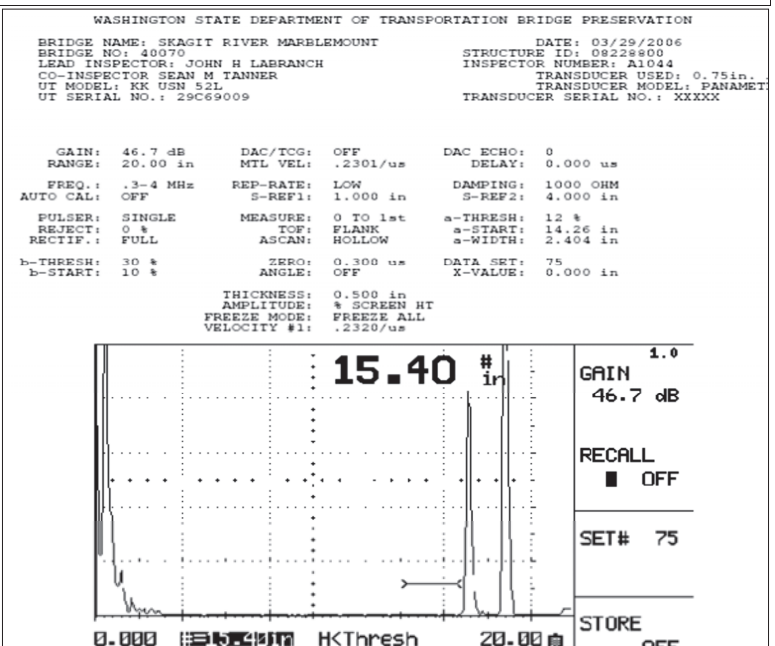 WASHINGTON STATE DEPARTMENT OF TRANSPORTATION BRIDGE PRESERVATION
BRIDGE NAME: SKAGIT RIVER MARBLEMOUNT DATE: 03/29/2006
BRIDGE NO: 40070 STRUCTURE ID: 08228800
LEAD INSPECTOR: JOHN H LABRANCH INSPECTOR NUMBER: A1044
CO-INSPECTOR SEAN M TANNER TRANSDUCER USED: 0.75in.
UT MODEL: KK USN 52L TRANSDUCER MODEL: PANAMET
UT SERIAL NO.: 29C69009 TRANSDUCER SERIAL NO.: XXXXX
GAIN: 46.7 dB DAC/TCG: OFF DAC ECHO: 0
RANGE: 20.00 in MTL VEL: .2301/us DELAY: 0.000 us
FREQ.: .3-4 MHz REP-RATE: LOW DAMPING: 1000 OHM
AUTO CAL: OFF S-REF1: 1.000 in S-REF2: 4.000 in
PULSER: SINGLE MEASURE: 0 TO 1st a-THRESH: 12 %
REJECT: 0 % TOF: FLANK a-START: 14.26 in
RECTIF.: FULL ASCAN: HOLLOW a-WIDTH: 2.404 in
b-THRESH: 30 % ZERO: 0.300 us DATA SET: 75
b-START: 10 % ANGLE: OFF X-VALUE: 0.000 in
THICKNESS: 0.500 in
AMPLITUDE: % SCREEN HT
FREEZE MODE: FREEZE ALL
VELOCITY #1: .2320/us
15.40 # in
1.0
GAIN
46.7 dB
RECALL
OFF
SET# 75
STORE
OFF
0.000 #=15.40in H<Thresh 20.00